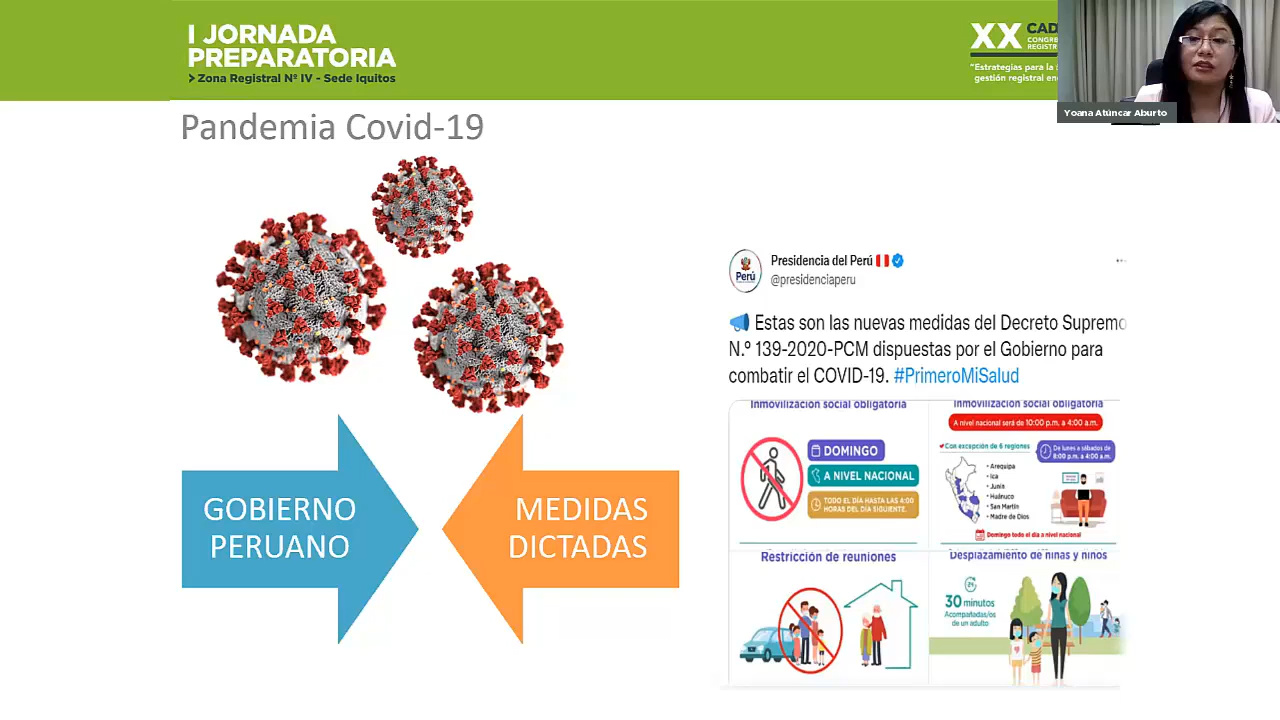 I JORNADA
PREPARATORIA
> Zona Registral Nº IV - Sede Iquitos
XX CAD
CONGRE
REGISTR
"Estrategias para la
gestión registral en
Yoana Atúncar Aburto
Pandemia Covid-19
GOBIERNO
PERUANO
MEDIDAS
DICTADAS
Perú
Presidencia del Perú
@presidenciaperu
Estas son las nuevas medidas del Decreto Supremo
N.º 139-2020-PCM dispuestas por el Gobierno para
combatir el COVID-19. #PrimeroMiSalud
Inmovilización social obligatoria
DOMINGO
A NIVEL NACIONAL
TODO EL DÍA HASTA LAS 4:00
HORAS DEL DÍA SIGUIENTE.
Inmovilización social obligatoria
A nivel nacional será de 10:00 p.m. a 4:00 a.m.
Con excepción de 6 regiones
De lunes a sábados de
8:00 p.m. a 4:00 a.m.
• Arequipa
• Ica
• Junín
• Huánuco
• San Martín
• Madre de Dios
Domingo todo el día a nivel nacional
Restricción de reuniones
Desplazamiento de niñas y niños
30 minutos
Acompañadas/os
de un adulto